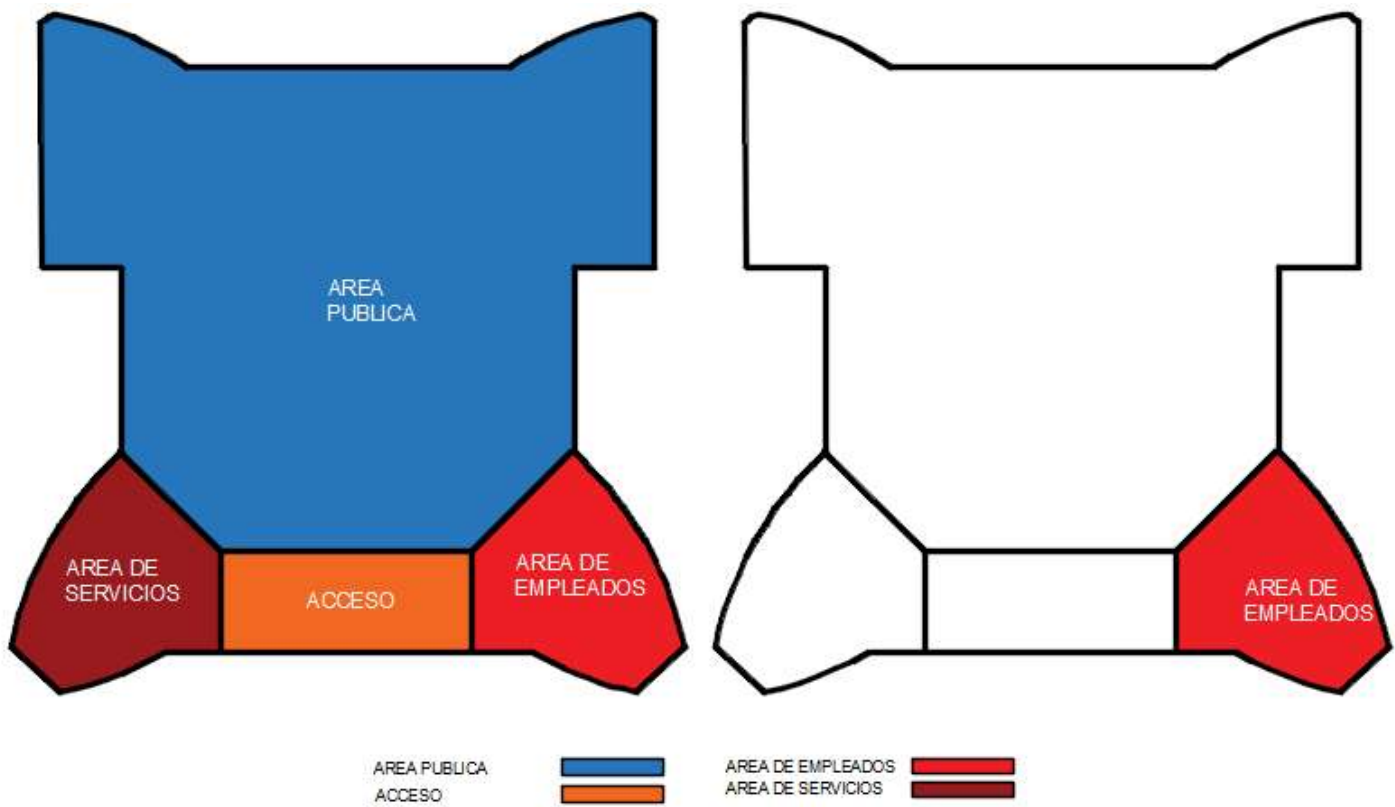 AREA
PUBLICA
AREA DE
SERVICIOS
ACCESO
AREA DE
EMPLEADOS
AREA DE
EMPLEADOS
AREA PUBLICA
ACCESO
AREA DE EMPLEADOS
AREA DE SERVICIOS